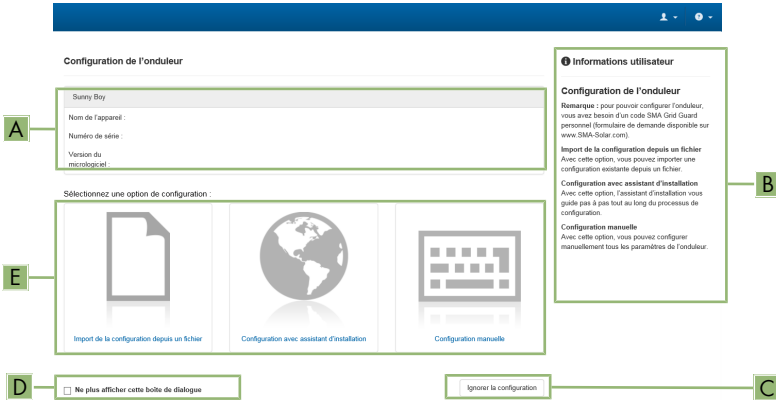 Configuration de l'onduleur
Sunny Boy
Nom de l'appareil :
Numéro de série :
Version du
micrologiciel :
A
Informations utilisateur
Configuration de l'onduleur
Remarque : pour pouvoir configurer l'onduleur,
vous avez besoin d'un code SMA Grid Guard
personnel (formulaire de demande disponible sur
www.SMA-Solar.com).
Import de la configuration depuis un fichier
Avec cette option, vous pouvez importer une
configuration existante depuis un fichier.
Configuration avec assistant d'installation
Avec cette option, l'assistant d'installation vous
guide pas à pas tout au long du processus de
configuration.
Configuration manuelle
Avec cette option, vous pouvez configurer
manuellement tous les paramètres de l'onduleur.
B
Sélectionnez une option de configuration :
E
Import de la configuration depuis un fichier
Configuration avec assistant d'installation
Configuration manuelle
D
Ne plus afficher cette boîte de dialogue
Ignorer la configuration
C